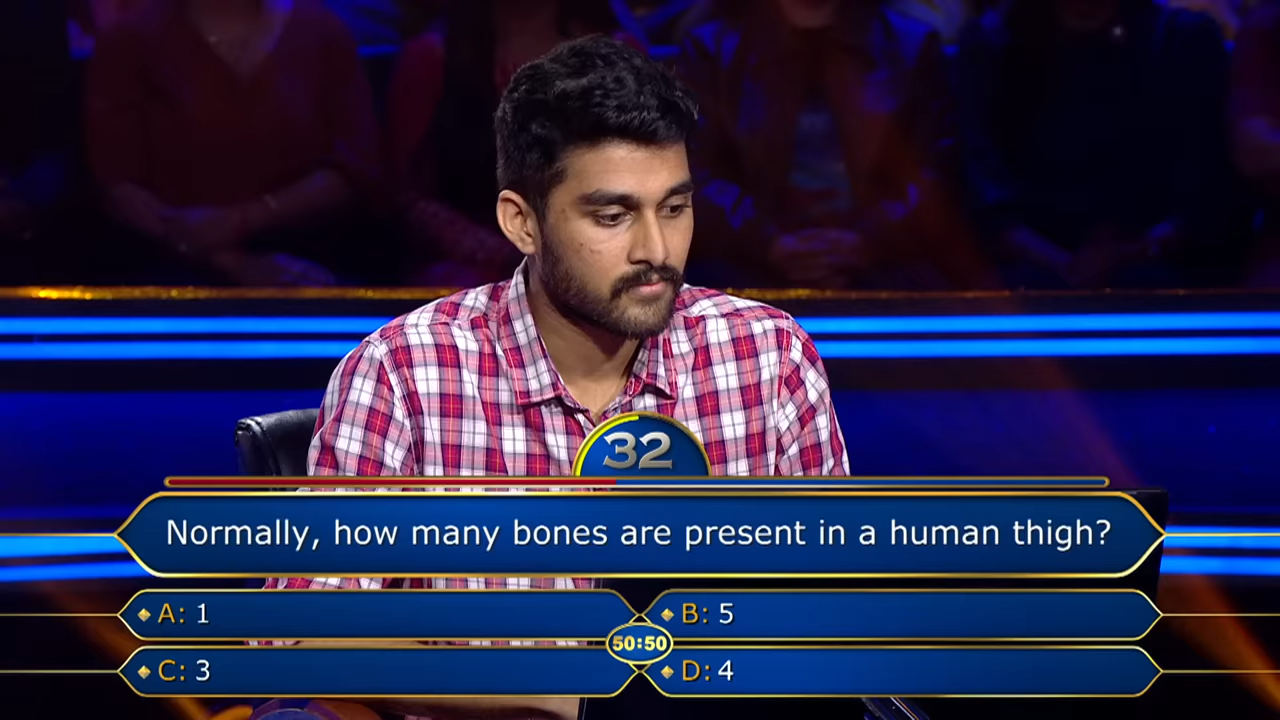 32
Normally, how many bones are present in a human thigh?
A: 1
B: 5
50:50
C: 3
D: 4